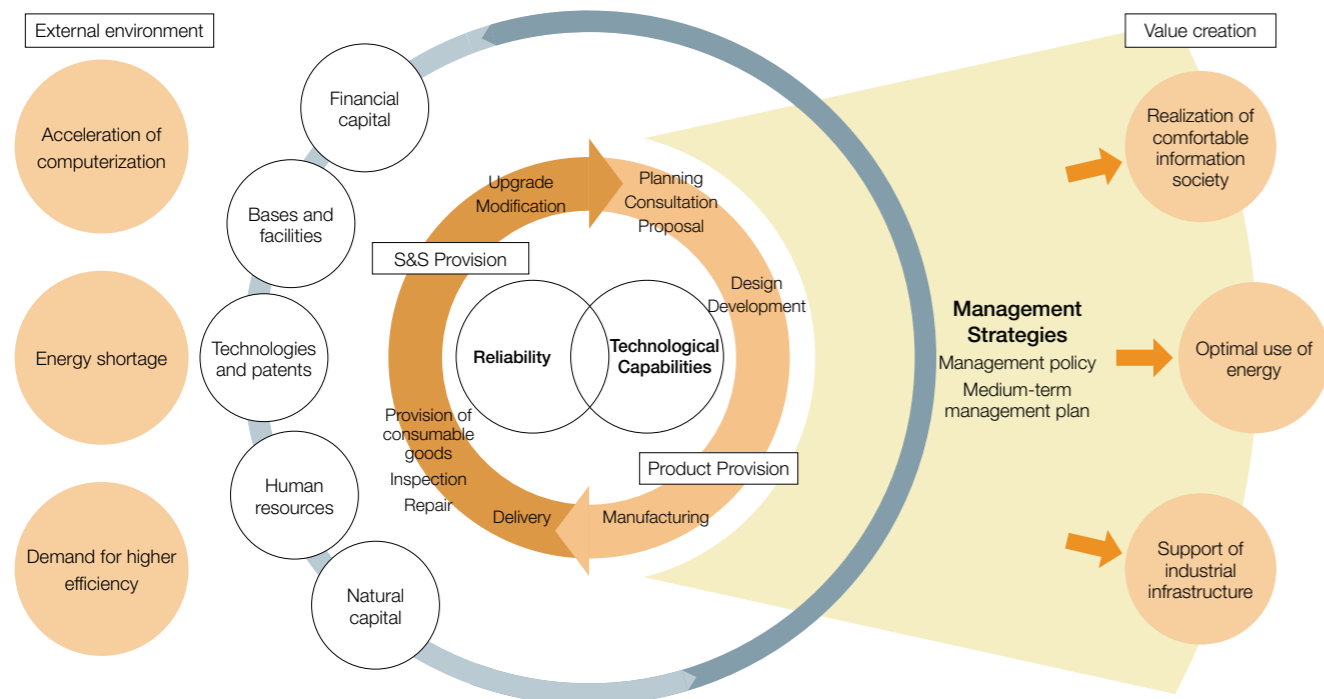 External environment
Acceleration of
computerization
Energy shortage
Demand for higher
efficiency
Financial
capital
Bases and
facilities
Technologies
and patents
Human
resources
Natural
capital
Upgrade
Modification
Planning
Consultation
Proposal
S&S Provision
Design
Development
Reliability
Technological
Capabilities
Provision of
consumable
goods
Inspection
Repair
Product Provision
Delivery
Manufacturing
Management
Strategies
Management policy
Medium-term
management plan
Value creation
Realization of
comfortable
information
society
Optimal use of
energy
Support of
industrial
infrastructure